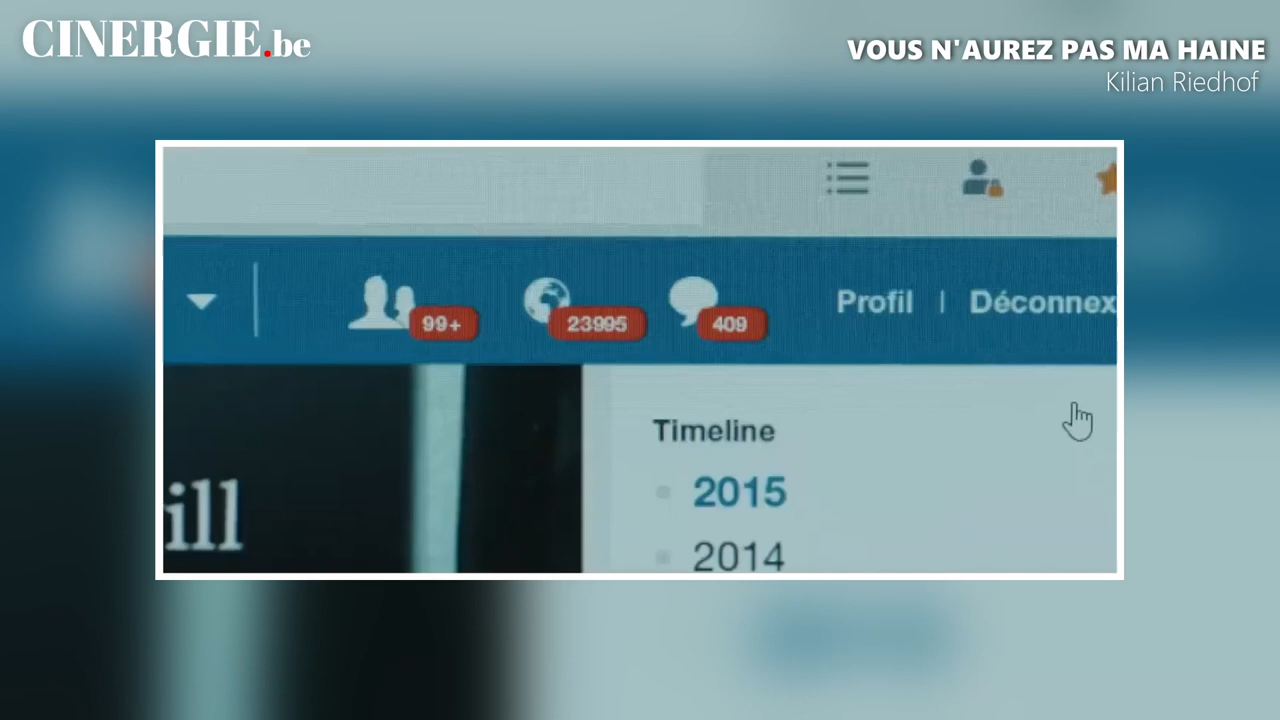 CINERGIE.be
VOUS N'AUREZ PAS MA HAINE
Kilian Riedhof
99+
23995
409
Profil | Déconnex
Timeline
2015
ill
2014